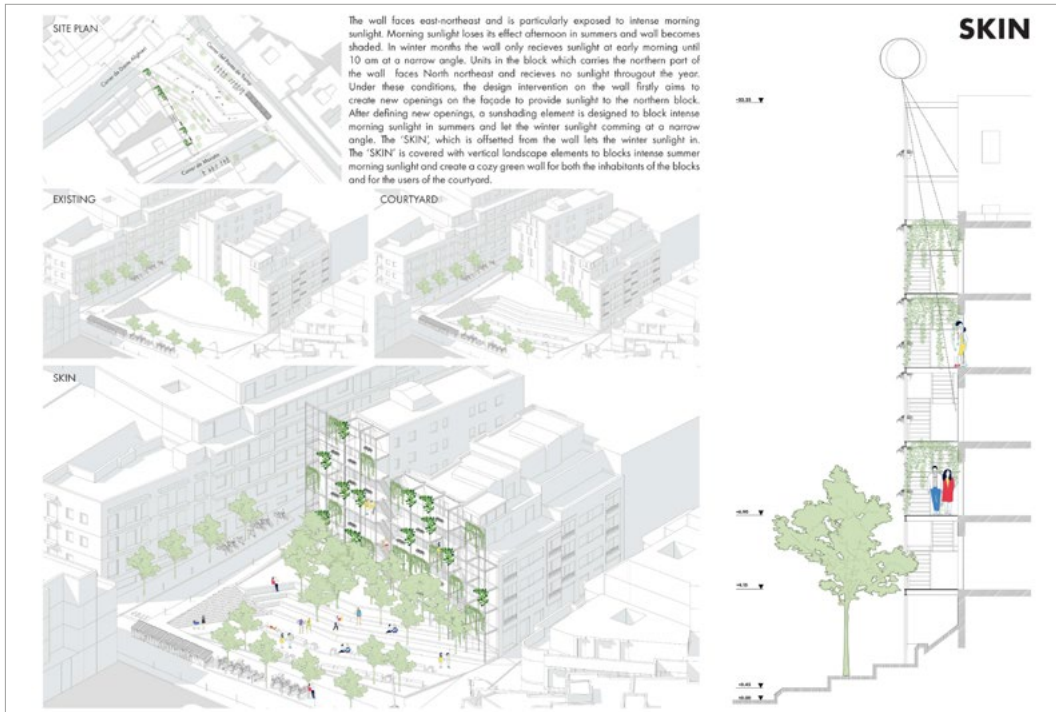 SITE PLAN
Carrer de Dante Alighieri
Carrer de Murcia
The wall faces east-northeast and is particularly exposed to intense morning
sunlight. Morning sunlight loses its effect afternoon in summers and wall becomes
shaded. In winter months the wall only recieves sunlight at early morning until
10 am at a narrow angle. Units in the block which carries the northern part of
the wall faces North northeast and recieves no sunlight througout the year.
Under these conditions, the design intervention on the wall firstly aims to
create new openings on the façade to provide sunlight to the northern block.
After defining new openings, a sunshading element is designed to block intense
morning sunlight in summers and let the winter sunlight comming at a narrow
angle. The 'SKIN', which is offsetted from the wall lets the winter sunlight in.
The 'SKIN' is covered with vertical landscape elements to blocks intense summer
morning sunlight and create a cozy green wall for both the inhabitants of the blocks
and for the users of the courtyard.
SKIN
EXISTING
COURTYARD
SKIN